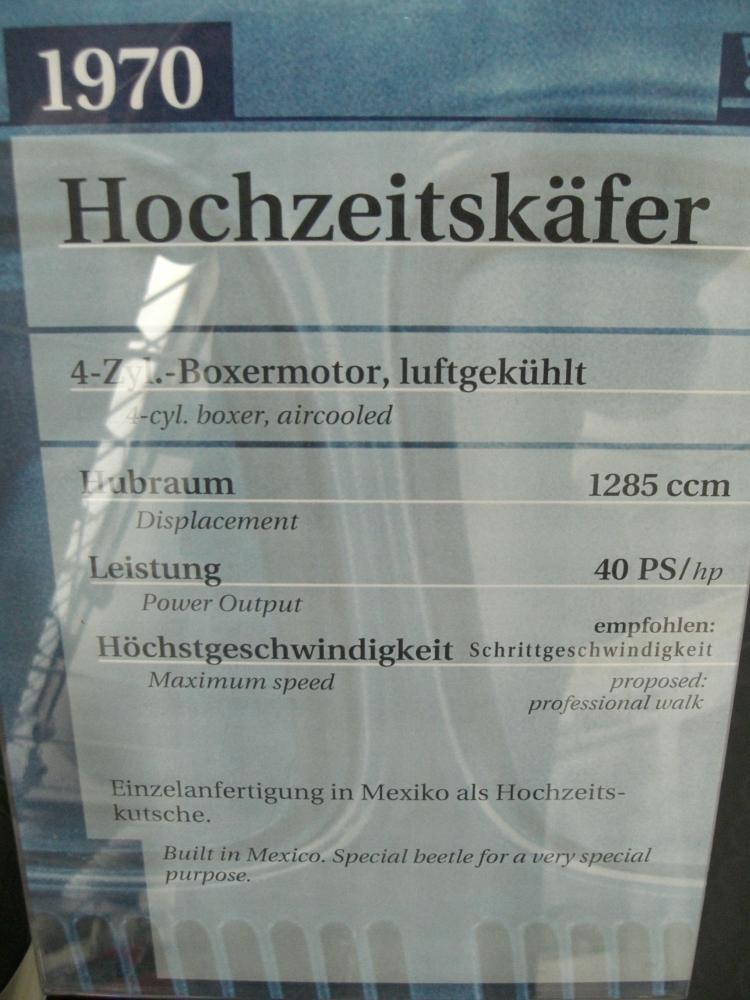 1970
Hochzeitskäfer
4-Zyl.-Boxermotor, luftgekühlt
4-cyl. boxer, aircooled
Hubraum 1285 ccm
Displacement
Leistung 40 PS/hp
Power Output
empfohlen:
Höchstgeschwindigkeit Schrittgeschwindigkeit
Maximum speed proposed:
professional walk
Einzelanfertigung in Mexiko als Hochzeits-
kutsche.
Built in Mexico. Special beetle for a very special
purpose.